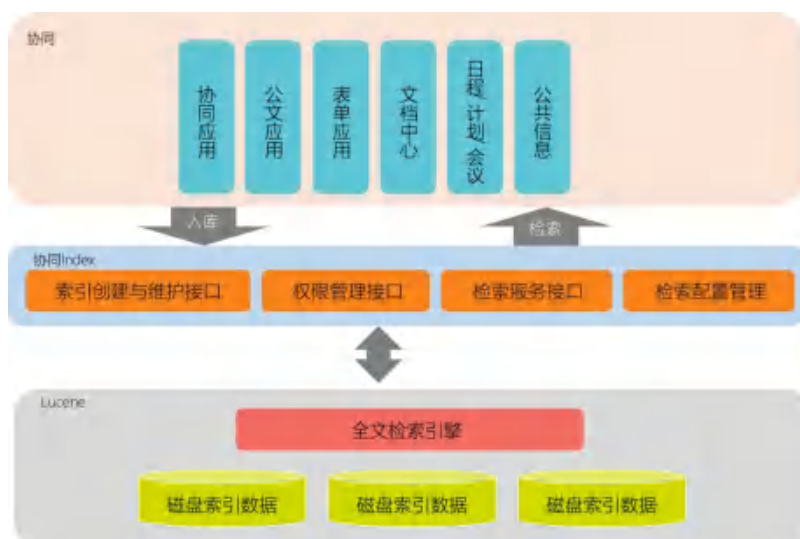 协同
协同应用
公文应用
表单应用
文档中心
日程、计划、会议
公共信息
入库
检索
协同Index
索引创建与维护接口
权限管理接口
检索服务接口
检索配置管理
Lucene
全文检索引擎
磁盘索引数据
磁盘索引数据
磁盘索引数据